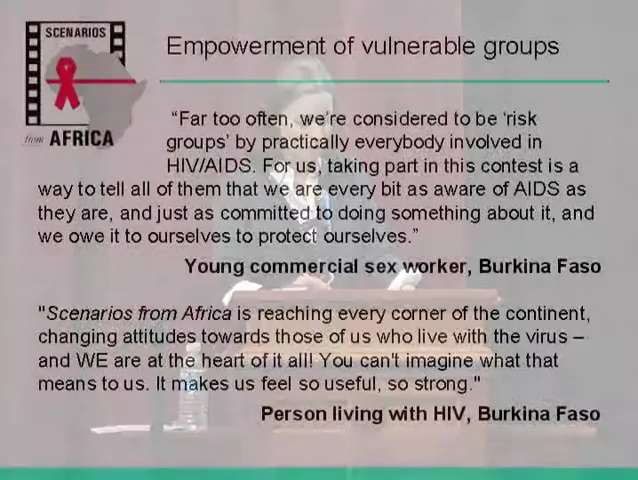 SCENARIOS
from AFRICA
Empowerment of vulnerable groups
“Far too often, we’re considered to be ‘risk
groups’ by practically everybody involved in
HIV/AIDS. For us, taking part in this contest is a
way to tell all of them that we are every bit as aware of AIDS as
they are, and just as committed to doing something about it, and
we owe it to ourselves to protect ourselves.”
Young commercial sex worker, Burkina Faso
"Scenarios from Africa is reaching every corner of the continent,
changing attitudes towards those of us who live with the virus –
and WE are at the heart of it all! You can't imagine what that
means to us. It makes us feel so useful, so strong."
Person living with HIV, Burkina Faso